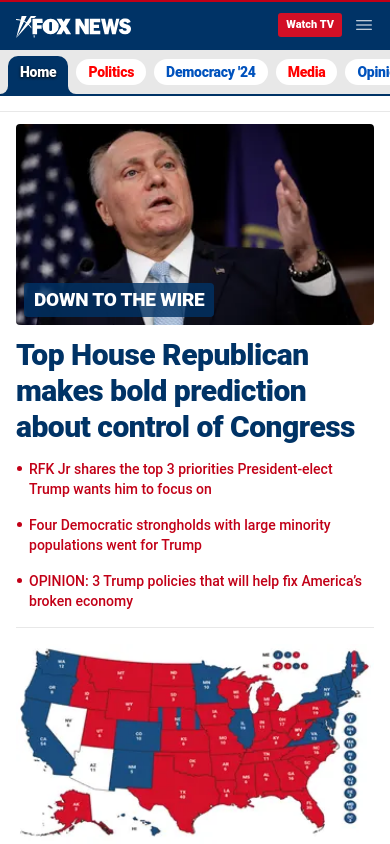 FOX NEWS
Watch TV
Home
Politics
Democracy '24
Media
Opini
DOWN TO THE WIRE
Top House Republican
makes bold prediction
about control of Congress
• RFK Jr shares the top 3 priorities President-elect
Trump wants him to focus on
• Four Democratic strongholds with large minority
populations went for Trump
• OPINION: 3 Trump policies that will help fix America's
broken economy